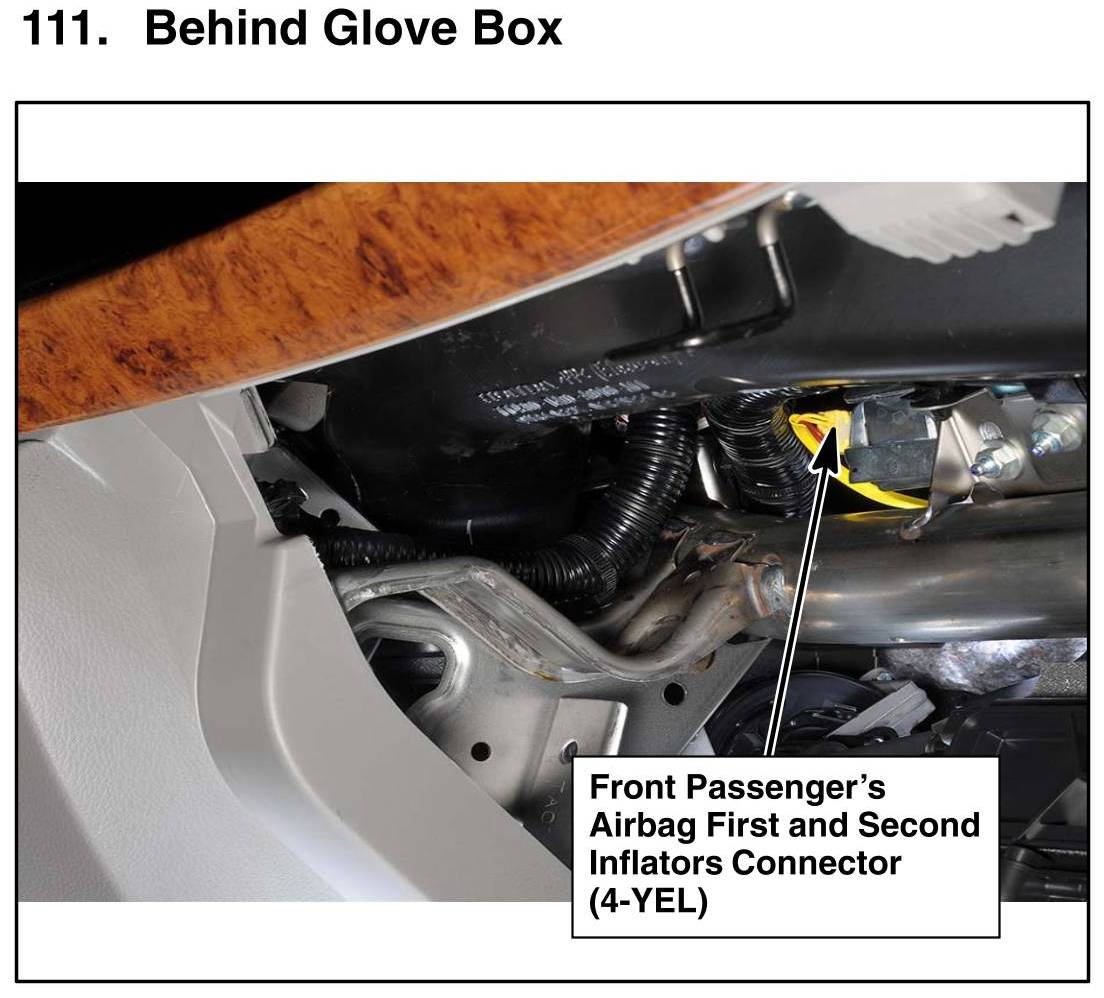 111. Behind Glove Box
Front Passenger’s
Airbag First and Second
Inflators Connector
(4-YEL)